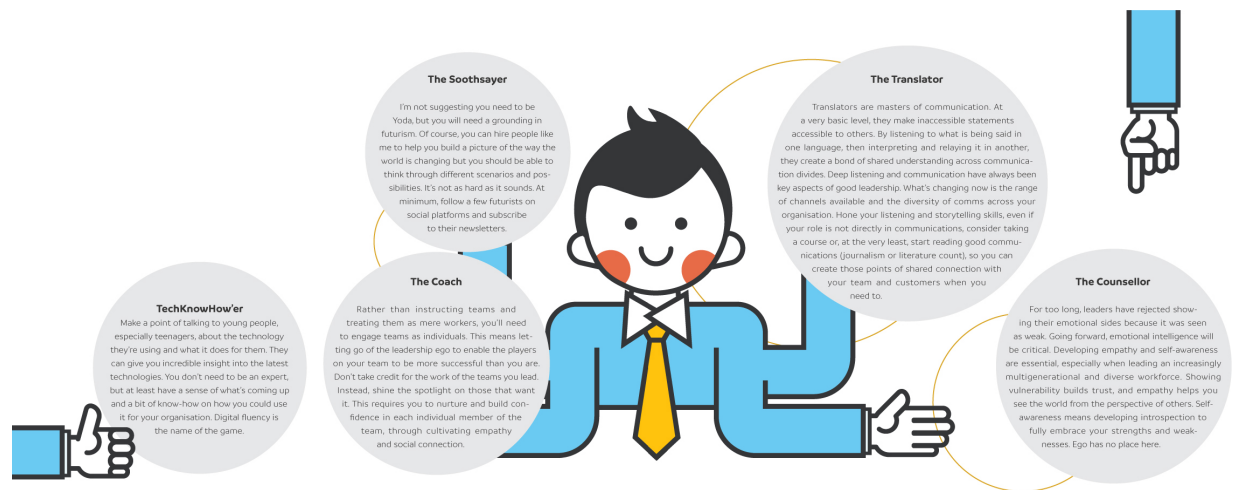 The Soothsayer
I'm not suggesting you need to be
Yoda, but you will need a grounding in
futurism. Of course, you can hire people like
me to help you build a picture of the way the
world is changing but you should be able to
think through different scenarios and pos-
sibilities. It's not as hard as it sounds. At
minimum, follow a few futurists on
social platforms and subscribe
to their newsletters.
The Translator
Translators are masters of communication. At
a very basic level, they make inaccessible statements
accessible to others. By listening to what is being said in
one language, then interpreting and relaying it in another,
they create a bond of shared understanding across communica-
tion divides. Deep listening and communication have always been
key aspects of good leadership. What's changing now is the range
of channels available and the diversity of comms across your
organisation. Hone your listening and storytelling skills, even if
your role is not directly in communications, consider taking
a course or, at the very least, start reading good commu-
nications (journalism or literature count), so you can
create those points of shared connection with
your team and customers when you
need to.
TechKnowHow'er
Make a point of talking to young people,
especially teenagers, about the technology
they're using and what it does for them. They
can give you incredible insight into the latest
technologies. You don't need to be an expert,
but at least have a sense of what's coming up
and a bit of know-how on how you could use
it for your organisation. Digital fluency is
the name of the game.
The Coach
Rather than instructing teams and
treating them as mere workers, you'll need
to engage teams as individuals. This means let-
ting go of the leadership ego to enable the players
on your team to be more successful than you are.
Don't take credit for the work of the teams you lead.
Instead, shine the spotlight on those that want
it. This requires you to nurture and build con-
fidence in each individual member of the
team, through cultivating empathy
and social connection.
The Counsellor
For too long, leaders have rejected show-
ing their emotional sides because it was seen
as weak. Going forward, emotional intelligence will
be critical. Developing empathy and self-awareness
are essential, especially when leading an increasingly
multigenerational and diverse workforce. Showing
vulnerability builds trust, and empathy helps you
see the world from the perspective of others. Self-
awareness means developing introspection to
fully embrace your strengths and weak-
nesses. Ego has no place here.